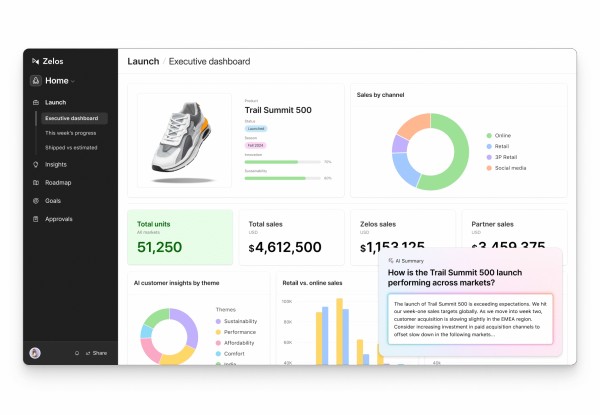 Zelos
Home
Launch
Executive dashboard
This week's progress
Shipped vs estimated
Insights
Roadmap
Goals
Approvals
Share
Launch / Executive dashboard
Product
Trail Summit 500
Status
Launched
Season
Fall 2024
Innovation
70%
Sustainability
80%
Sales by channel
Online
Retail
3P Retail
Social media
Total units
All markets
51,250
Total sales
USD
$4,612,500
Zelos sales
USD
$1,153,125
Partner sales
USD
$3,459,375
AI customer insights by theme
Themes
Sustainability
Performance
Affordability
Comfort
Retail vs. online sales
100k
80k
60k
40k
40k
AI Summary
How is the Trail Summit 500 launch
performing across markets?
The launch of Trail Summit 500 is exceeding expectations. We hit
our week-one sales targets globally. As we move into week two,
customer acquisition is slowing slightly in the EMEA region.
Consider increasing investment in paid acquisition channels to
offset slow down in the following markets...